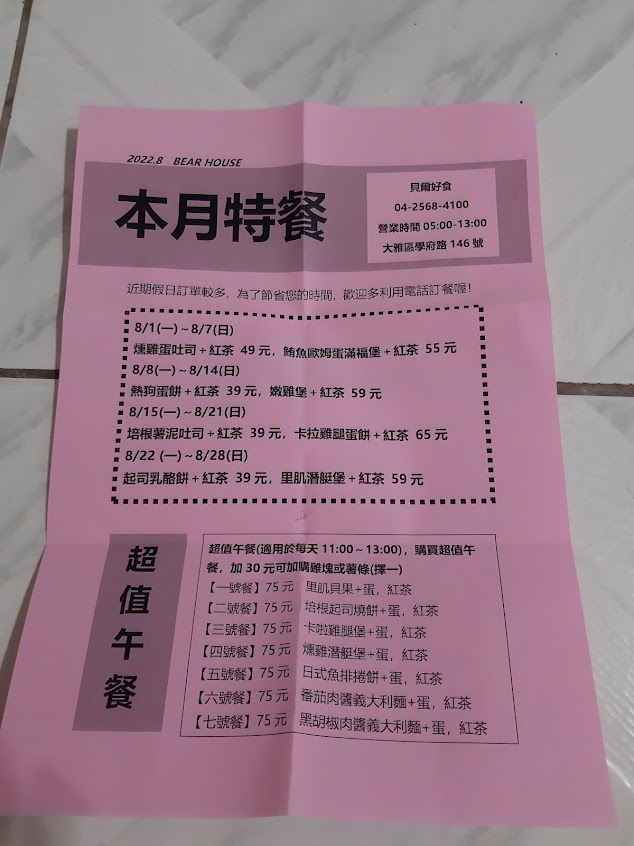 2022.8 BEAR HOUSE
本月特餐
貝爾好食
04-2568-4100
營業時間 05:00-13:00
大雅區學府路 146 號
近期假日訂單較多，為了節省您的時間，歡迎多利用電話訂餐喔！
8/1(一)～8/7(日)
燻雞蛋吐司＋紅茶 49 元，鮪魚歐姆蛋滿福堡＋紅茶 55 元
8/8(一)～8/14(日)
熱狗蛋餅＋紅茶 39 元，嫩雞堡＋紅茶 59 元
8/15(一)～8/21(日)
培根薯泥吐司＋紅茶 39 元，卡拉雞腿蛋餅＋紅茶 65 元
8/22 (一)～8/28(日)
起司乳酪餅＋紅茶 39 元，里肌潛艇堡＋紅茶 59 元
超值午餐
超值午餐(適用於每天 11:00～13:00)，購買超值午
餐，加 30 元可加購雞塊或薯條(擇一)
【一號餐】75 元 里肌貝果+蛋，紅茶
【二號餐】75 元 培根起司燒餅+蛋，紅茶
【三號餐】75 元 卡啦雞腿堡+蛋，紅茶
【四號餐】75 元 燻雞潛艇堡+蛋，紅茶
【五號餐】75 元 日式魚排捲餅+蛋，紅茶
【六號餐】75 元 番茄肉醬義大利麵+蛋，紅茶
【七號餐】75 元 黑胡椒肉醬義大利麵+蛋，紅茶